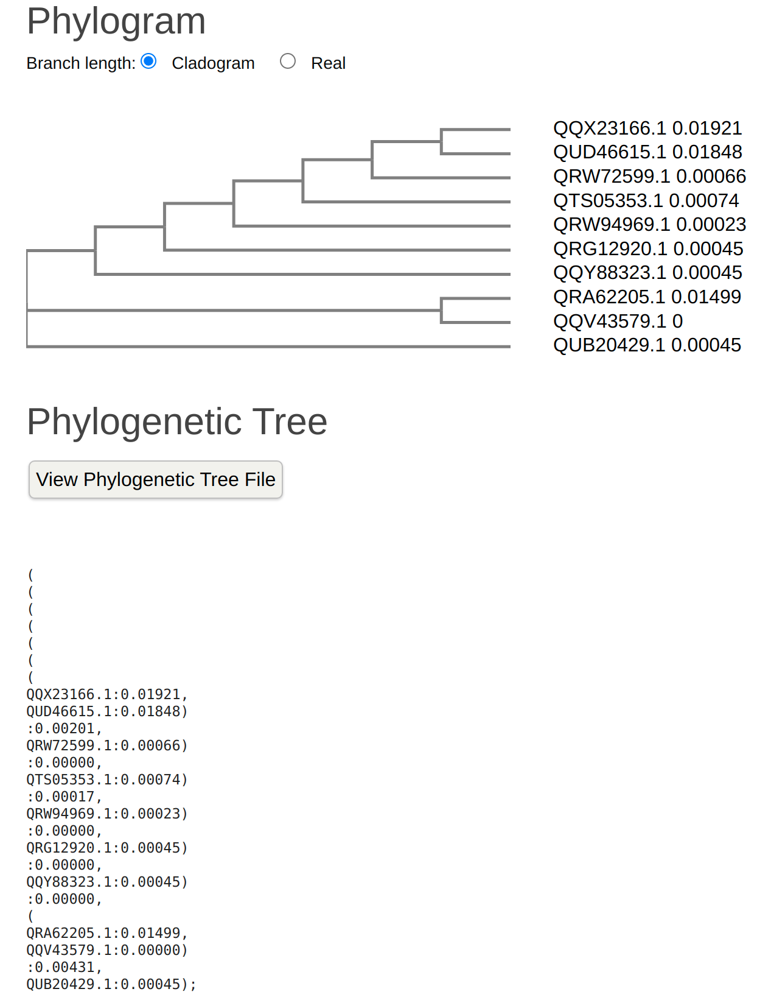 Phylogram
Branch length: Cladogram Real
QQX23166.1 0.01921
QUD46615.1 0.01848
QRW72599.1 0.00066
QTS05353.1 0.00074
QRW94969.1 0.00023
QRG12920.1 0.00045
QQY88323.1 0.00045
QRA62205.1 0.01499
QQV43579.1 0
QUB20429.1 0.00045
Phylogenetic Tree
View Phylogenetic Tree File
(
(
(
(
(
(
(
QQX23166.1:0.01921,
QUD46615.1:0.01848)
:0.00201,
QRW72599.1:0.00066)
:0.00000,
QTS05353.1:0.00074)
:0.00017,
QRW94969.1:0.00023)
:0.00000,
QRG12920.1:0.00045)
:0.00000,
QQY88323.1:0.00045)
:0.00000,
(
QRA62205.1:0.01499,
QQV43579.1:0.00000)
:0.00431,
QUB20429.1:0.00045);